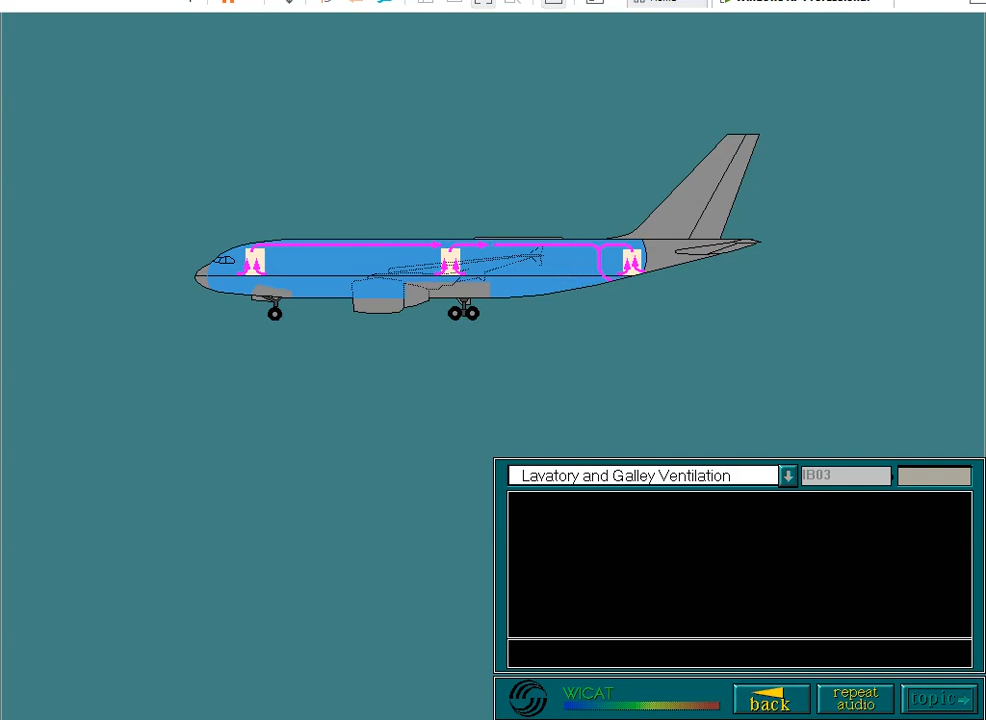 Lavatory and Galley Ventilation
IB03
WICAT
back
repeat
audio
topic